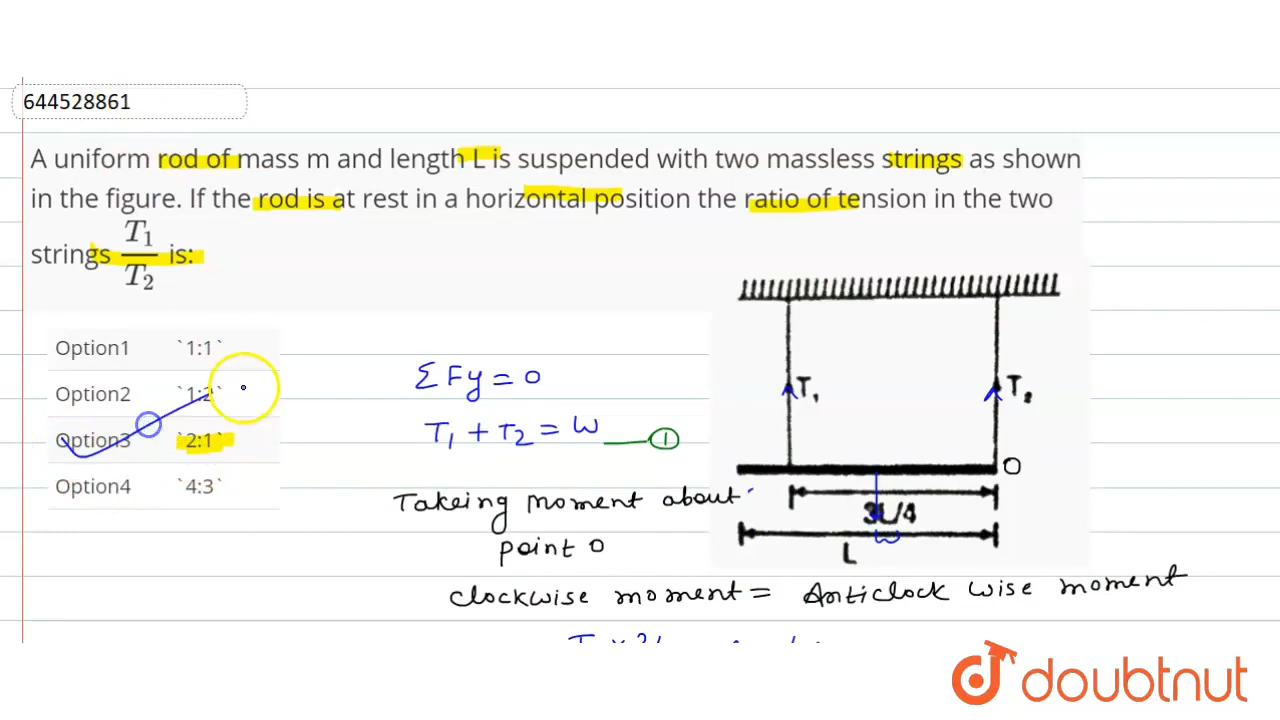 644528861
A uniform rod of mass m and length L is suspended with two massless strings as shown
in the figure. If the rod is at rest in a horizontal position the ratio of tension in the two
strings T1/T2 is:
Option1 `1:1`
Option2 `1:2`
Option3 `2:1`
Option4 `4:3`
ΣFy = 0
T1 + T2 = W ①
Takeing moment about
point O
clockwise moment = Anticlock wise moment
T1
T2
O
3L/4
W
L
doubtnut